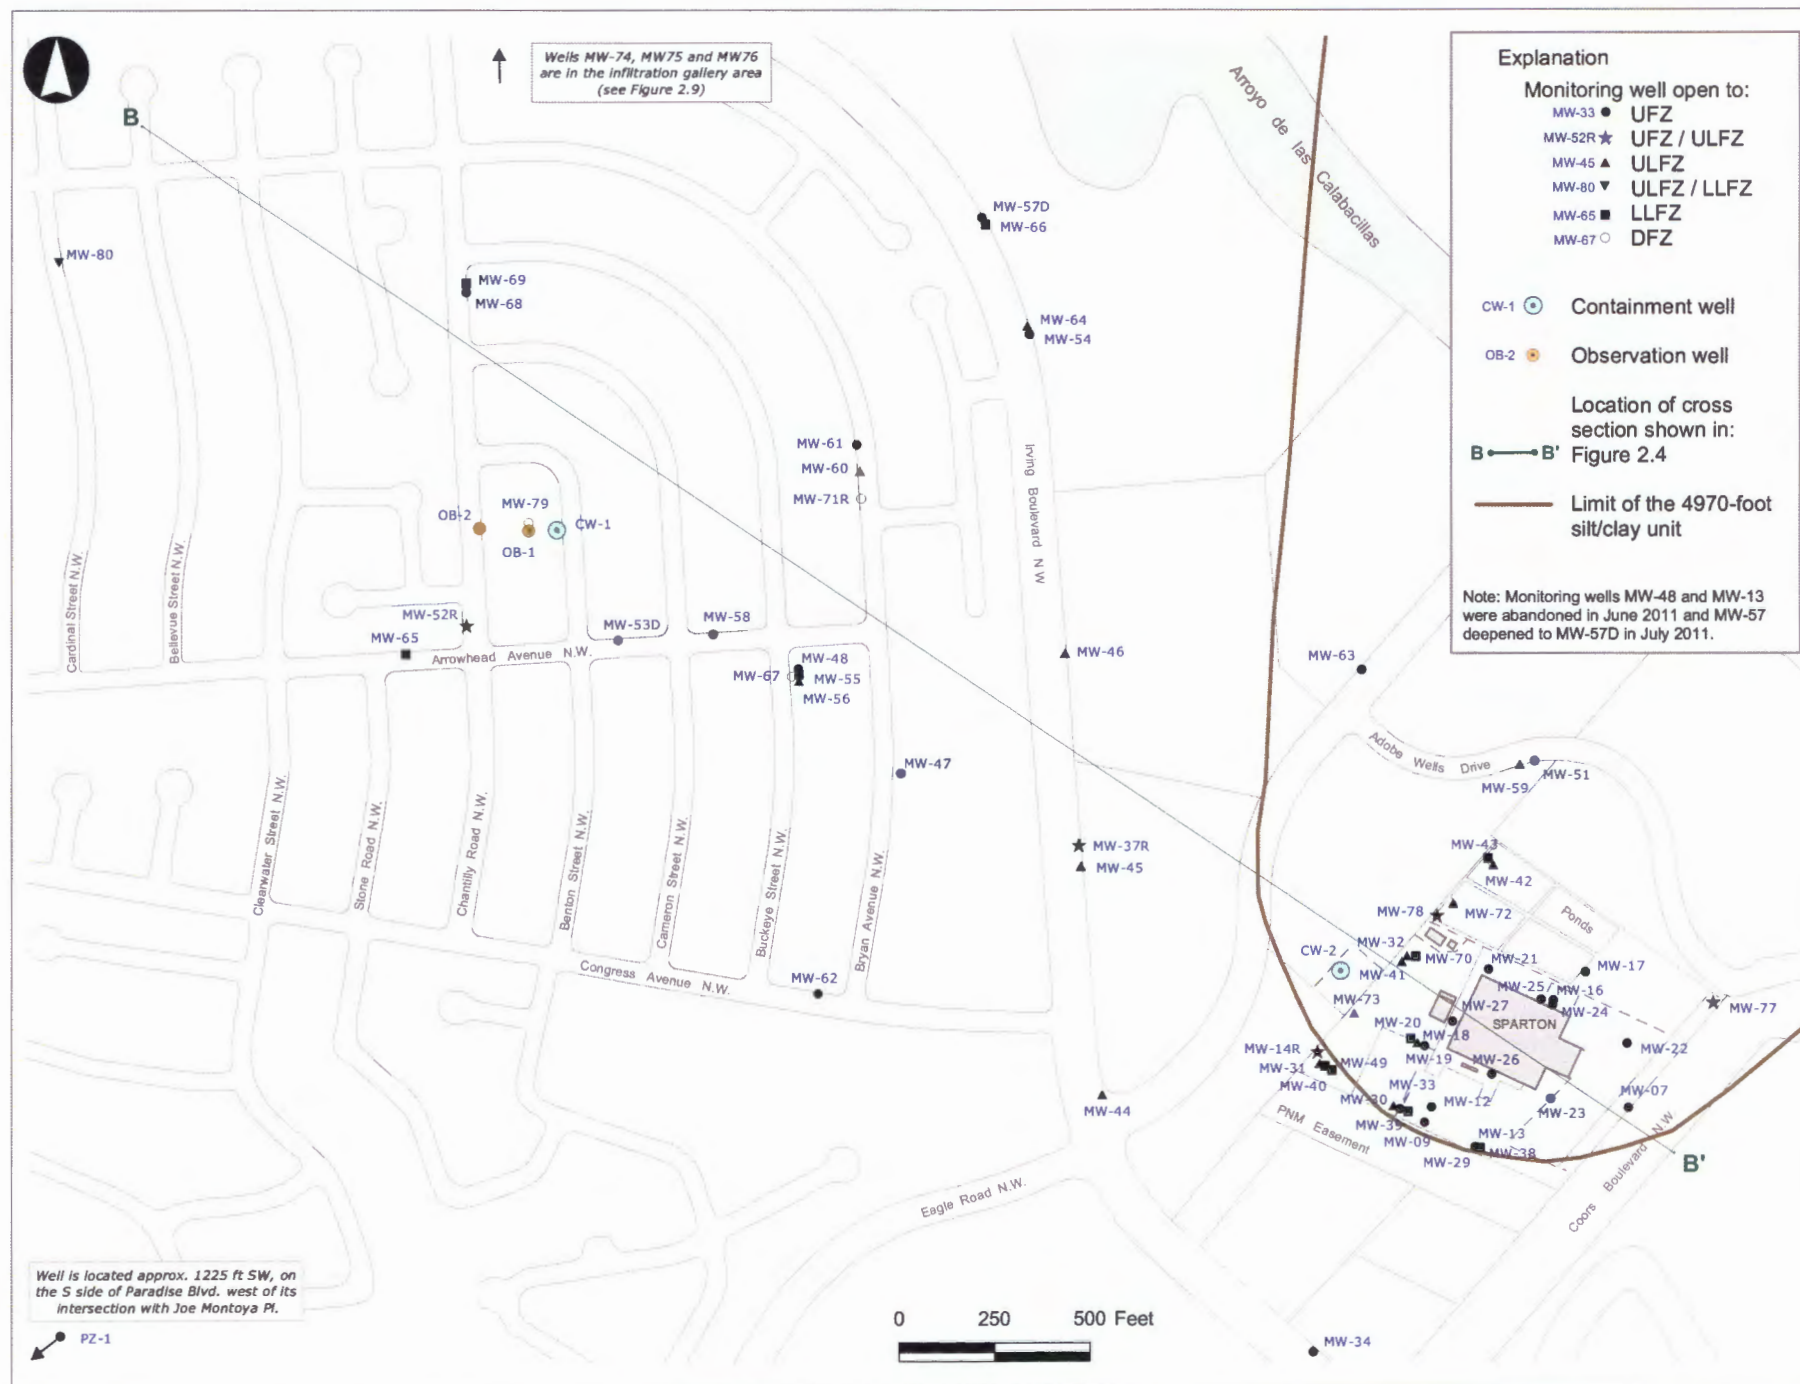 Wells MW-74, MW75 and MW76
are in the infiltration gallery area
(see Figure 2.9)
B
Arroyo de las Calabacillas
Explanation
Monitoring well open to:
MW-33 UFZ
MW-52R UFZ / ULFZ
MW-45 ULFZ
MW-80 ULFZ / LLFZ
MW-65 LLFZ
MW-67 DFZ
CW-1 Containment well
OB-2 Observation well
Location of cross
section shown in:
B B' Figure 2.4
Limit of the 4970-foot
silt/clay unit
Note: Monitoring wells MW-48 and MW-13
were abandoned in June 2011 and MW-57
deepened to MW-57D in July 2011.
MW-57D
MW-66
MW-80
MW-69
MW-68
MW-64
MW-54
MW-61
MW-60
MW-71R
Irving Boulevard N.W.
MW-79
OB-2
CW-1
OB-1
Cardinal Street N.W.
Bellevue Street N.W.
MW-52R
MW-65
MW-53D
MW-58
Arrowhead Avenue N.W.
MW-48
MW-67
MW-55
MW-56
MW-46
MW-63
MW-47
Adobe Wells Drive
MW-51
MW-59
Clearwater Street N.W.
Stone Road N.W.
Chantilly Road N.W.
Benton Street N.W.
Cameron Street N.W.
Buckeye Street N.W.
Bryan Avenue N.W.
MW-37R
MW-45
MW-43
MW-42
MW-78
MW-72
Ponds
CW-2
MW-32
MW-41
MW-70
MW-21
MW-17
MW-25
MW-16
MW-24
MW-27
MW-73
SPARTON
MW-77
Congress Avenue N.W.
MW-62
MW-20
MW-18
MW-19
MW-14R
MW-49
MW-31
MW-40
MW-26
MW-22
MW-33
MW-30
MW-12
MW-07
MW-23
MW-39
MW-09
MW-13
MW-38
MW-29
MW-44
PNM Easement
Coors Boulevard N.W.
B'
Eagle Road N.W.
Well is located approx. 1225 ft SW, on
the S side of Paradise Blvd. west of its
intersection with Joe Montoya Pl.
PZ-1
0 250 500 Feet
MW-34